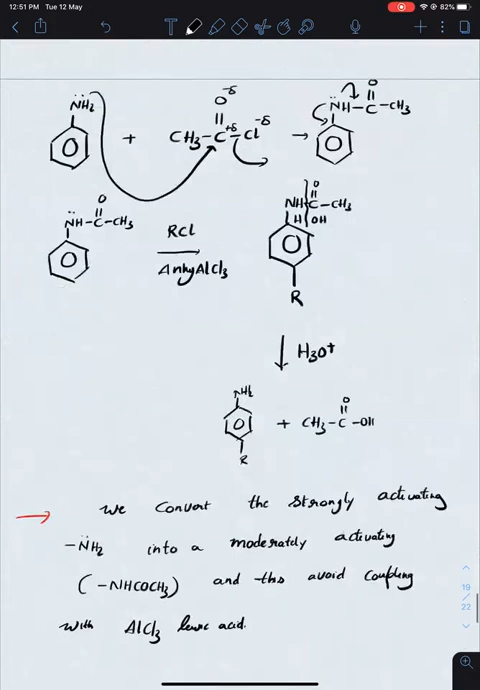 12:51 PM Tue 12 May
82%
NH2 + CH3-C-Cl → NH-C-CH3
O-δ
+δ
-δ
O
O
NH-C-CH3
RCl
Anhy AlCl3
O
NH-C-CH3
H OH
R
H3O+
NH2
R
+ CH3-C-OH
O
we convert the strongly activating
-NH2 into a moderately activating
(-NHCOCH3) and ths avoid coupling
with AlCl3 lewic acid.
19
/
22